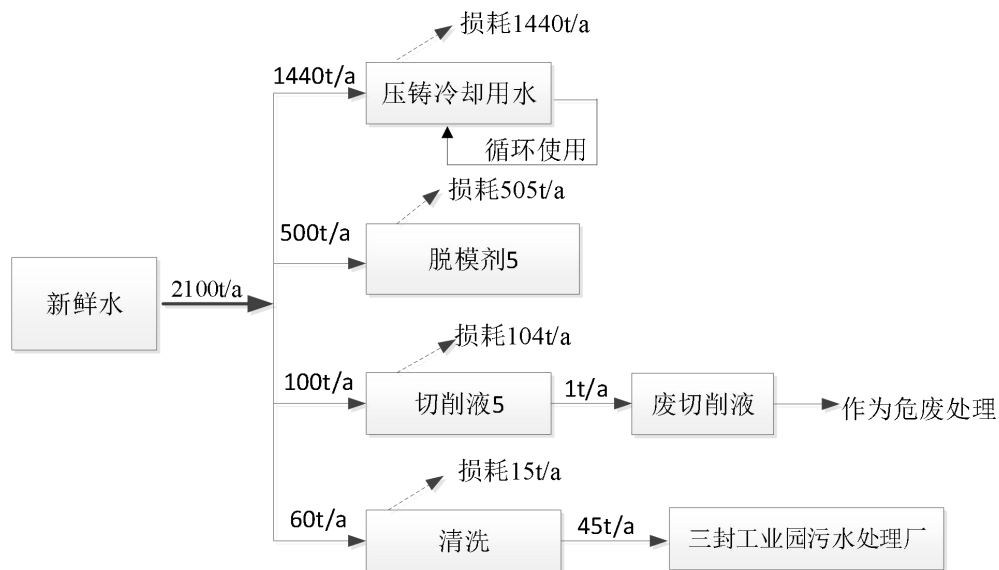 损耗1440t/a
1440t/a
压铸冷却用水
循环使用
损耗505t/a
500t/a
脱模剂5
新鲜水
2100t/a
损耗104t/a
100t/a
切削液5
1t/a
废切削液
作为危废处理
损耗15t/a
60t/a
清洗
45t/a
三封工业园污水处理厂